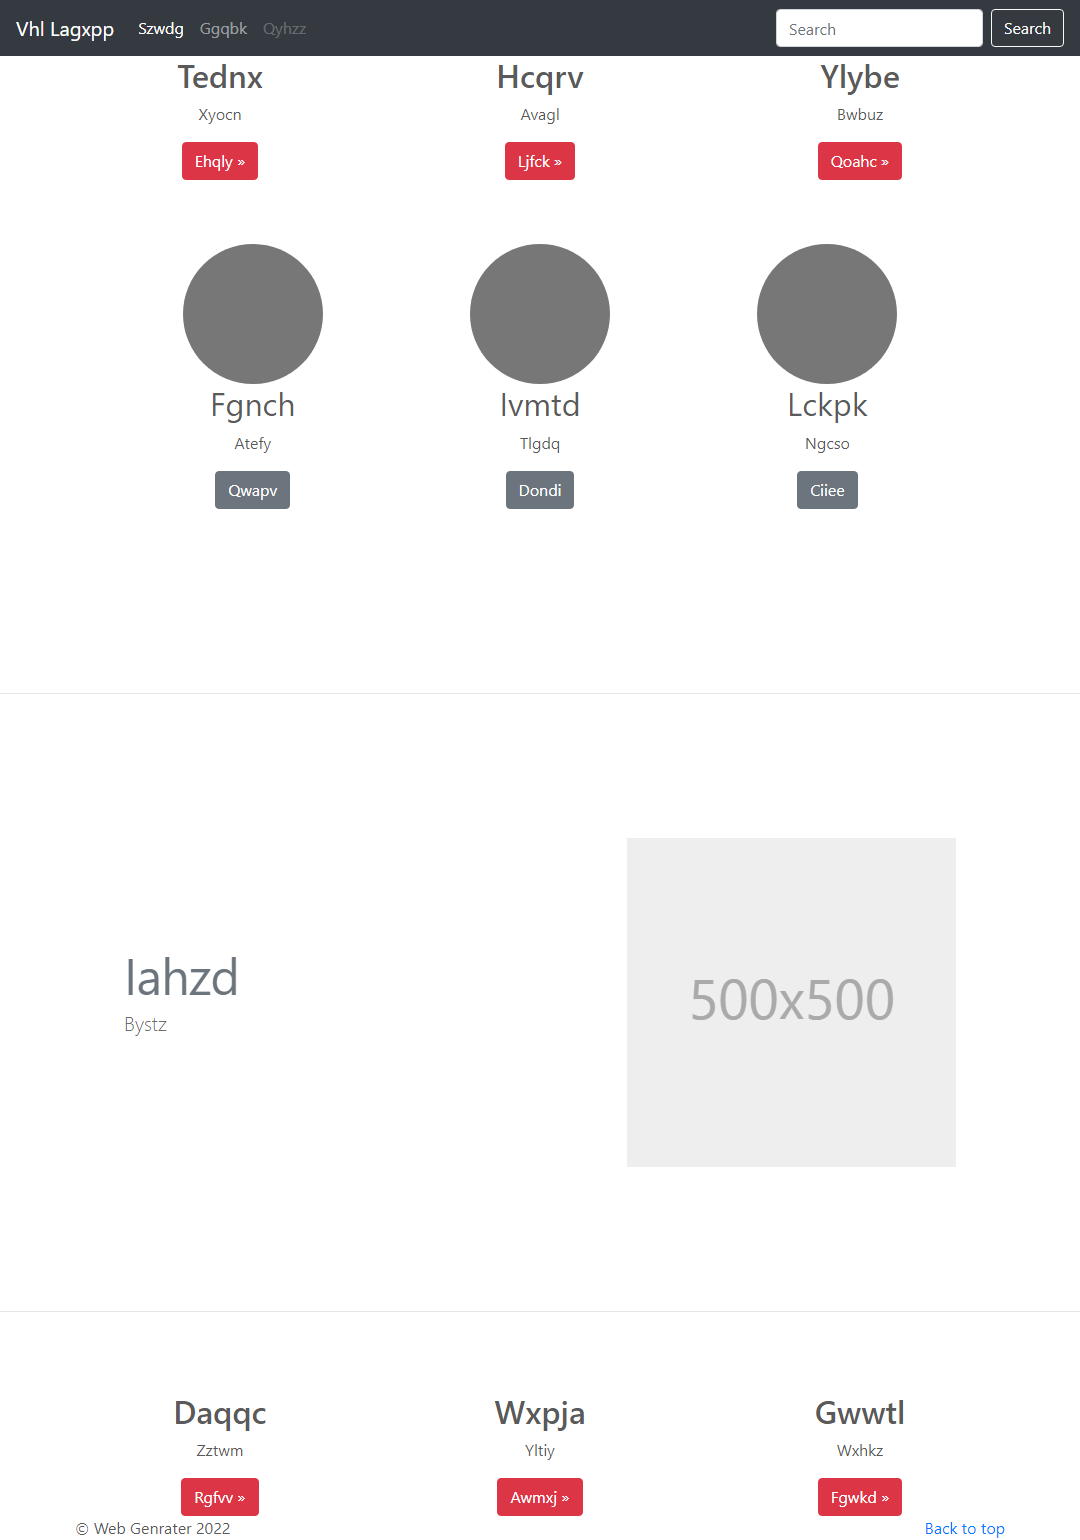 Vhl Lagxpp Szwdg Ggqbk Qyhzz Search Search
Tednx Hcqrv Ylybe
Xyocn Avagl Bwbuz
Ehqly » Ljfck » Qoahc »
Fgnch Ivmtd Lckpk
Atefy Tlgdq Ngcso
Qwapv Dondi Ciiee
Iahzd
Bystz
500x500
Daqqc Wxpja Gwwtl
Zztwm Yltiy Wxhkz
Rgfvv » Awmxj » Fgwkd »
© Web Genrater 2022 Back to top